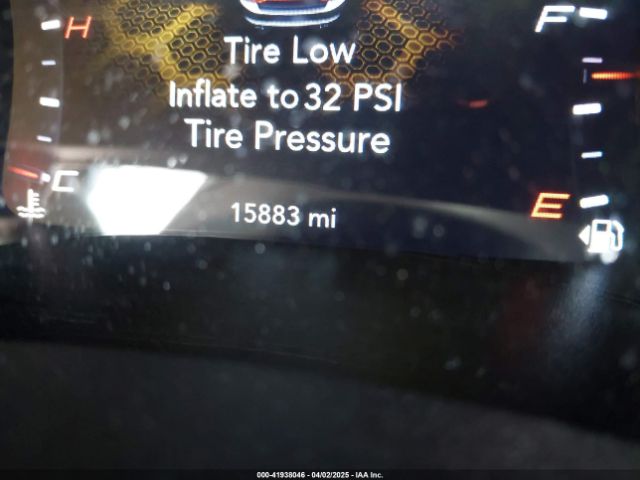 H
F
Tire Low
Inflate to 32 PSI
Tire Pressure
C
15883 mi
E
000-41938046 - 04/02/2025 - IAA Inc.